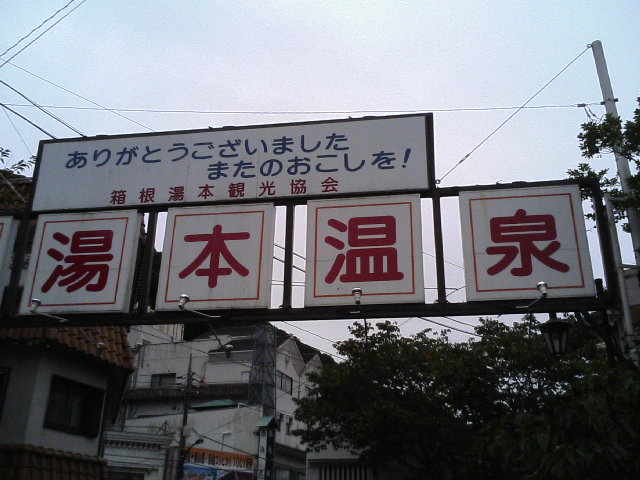 ありがとうございました
またのおこしを!
箱根湯本観光協会
湯本温泉